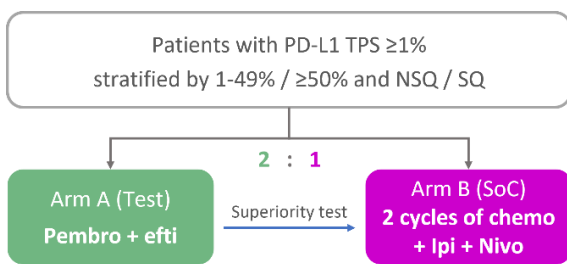 Patients with PD-L1 TPS ≥1%
stratified by 1-49% / ≥50% and NSQ / SQ
2 : 1
Arm A (Test)
Pembro + efti
Superiority test
Arm B (SoC)
2 cycles of chemo
+ Ipi + Nivo